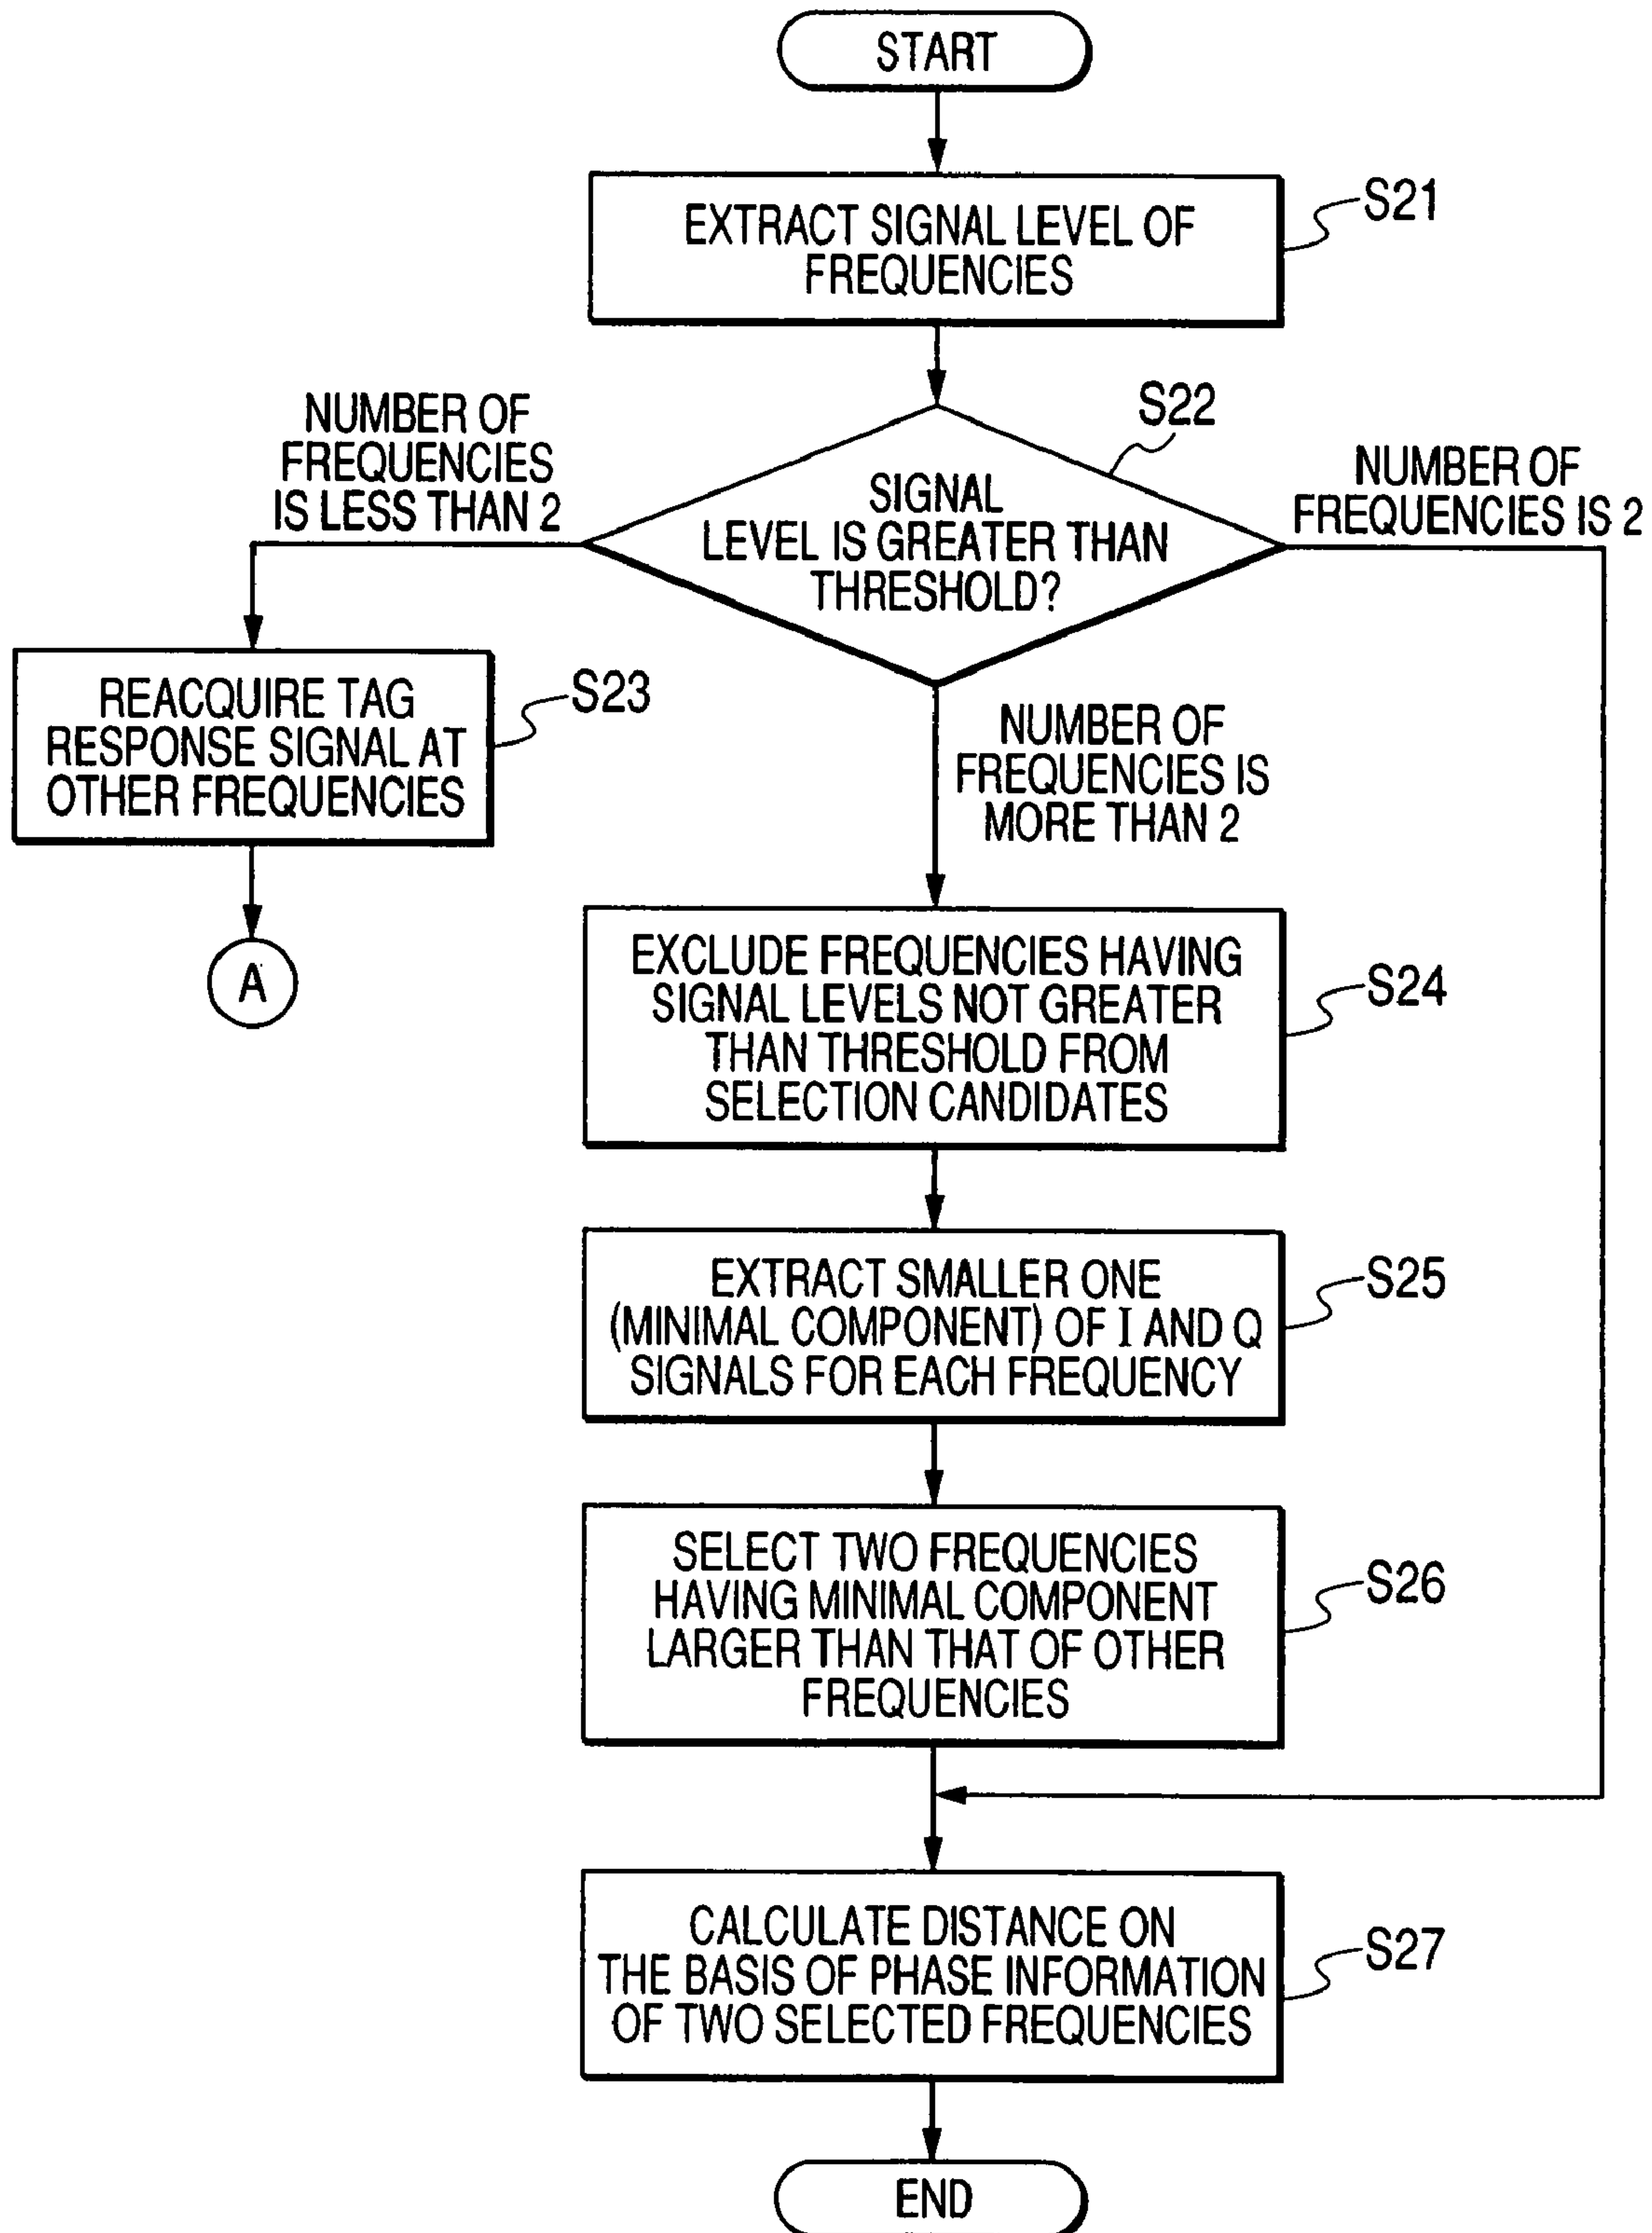 START
EXTRACT SIGNAL LEVEL OF
FREQUENCIES
S21
SIGNAL
LEVEL IS GREATER THAN
THRESHOLD?
S22
NUMBER OF
FREQUENCIES
IS LESS THAN 2
NUMBER OF
FREQUENCIES IS 2
REACQUIRE TAG
RESPONSE SIGNAL AT
OTHER FREQUENCIES
S23
A
NUMBER OF
FREQUENCIES IS
MORE THAN 2
EXCLUDE FREQUENCIES HAVING
SIGNAL LEVELS NOT GREATER
THAN THRESHOLD FROM
SELECTION CANDIDATES
S24
EXTRACT SMALLER ONE
(MINIMAL COMPONENT) OF I AND Q
SIGNALS FOR EACH FREQUENCY
S25
SELECT TWO FREQUENCIES
HAVING MINIMAL COMPONENT
LARGER THAN THAT OF OTHER
FREQUENCIES
S26
CALCULATE DISTANCE ON
THE BASIS OF PHASE INFORMATION
OF TWO SELECTED FREQUENCIES
S27
END